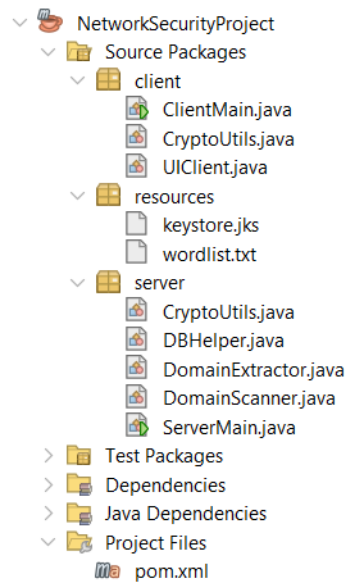 NetworkSecurityProject
Source Packages
client
ClientMain.java
CryptoUtils.java
UIClient.java
resources
keystore.jks
wordlist.txt
server
CryptoUtils.java
DBHelper.java
DomainExtractor.java
DomainScanner.java
ServerMain.java
Test Packages
Dependencies
Java Dependencies
Project Files
pom.xml